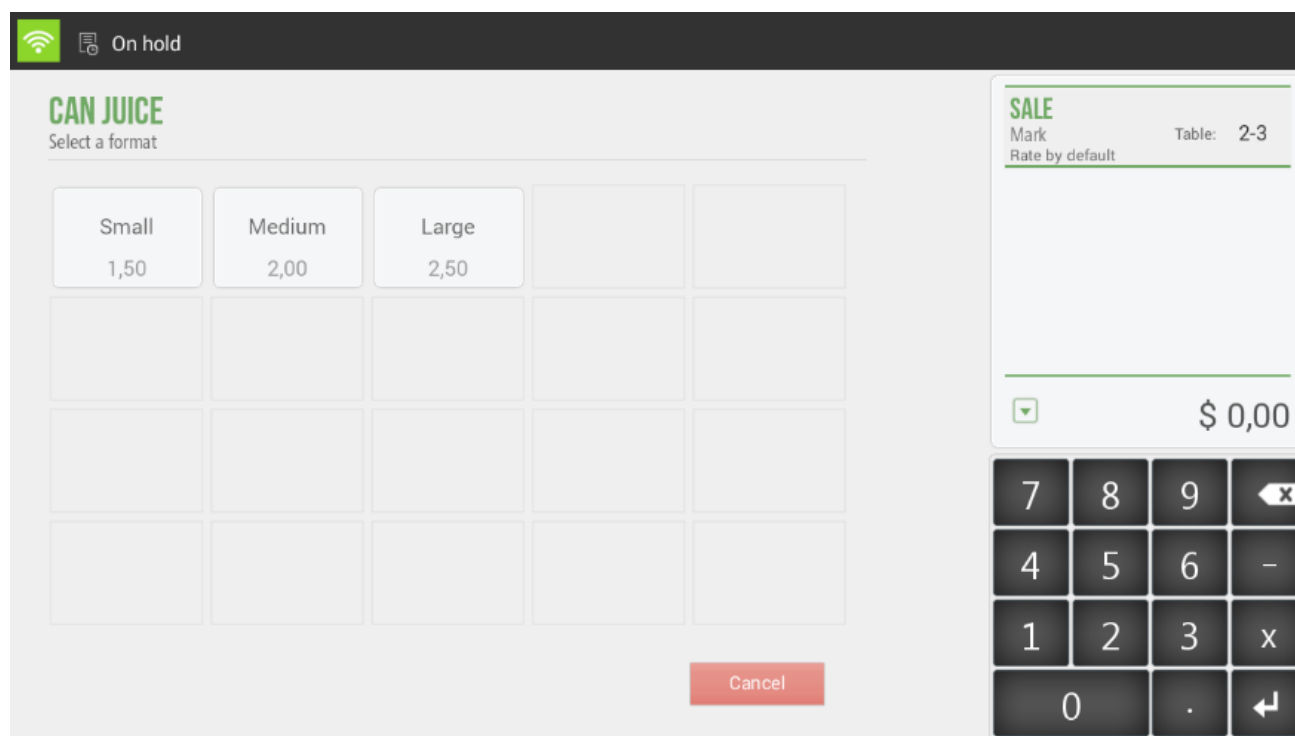 On hold
CAN JUICE
Select a format
Small Medium Large
1,50 2,00 2,50
Cancel
SALE
Mark Table: 2-3
Rate by default
$ 0,00
7 8 9 x
4 5 6 -
1 2 3 x
0 .